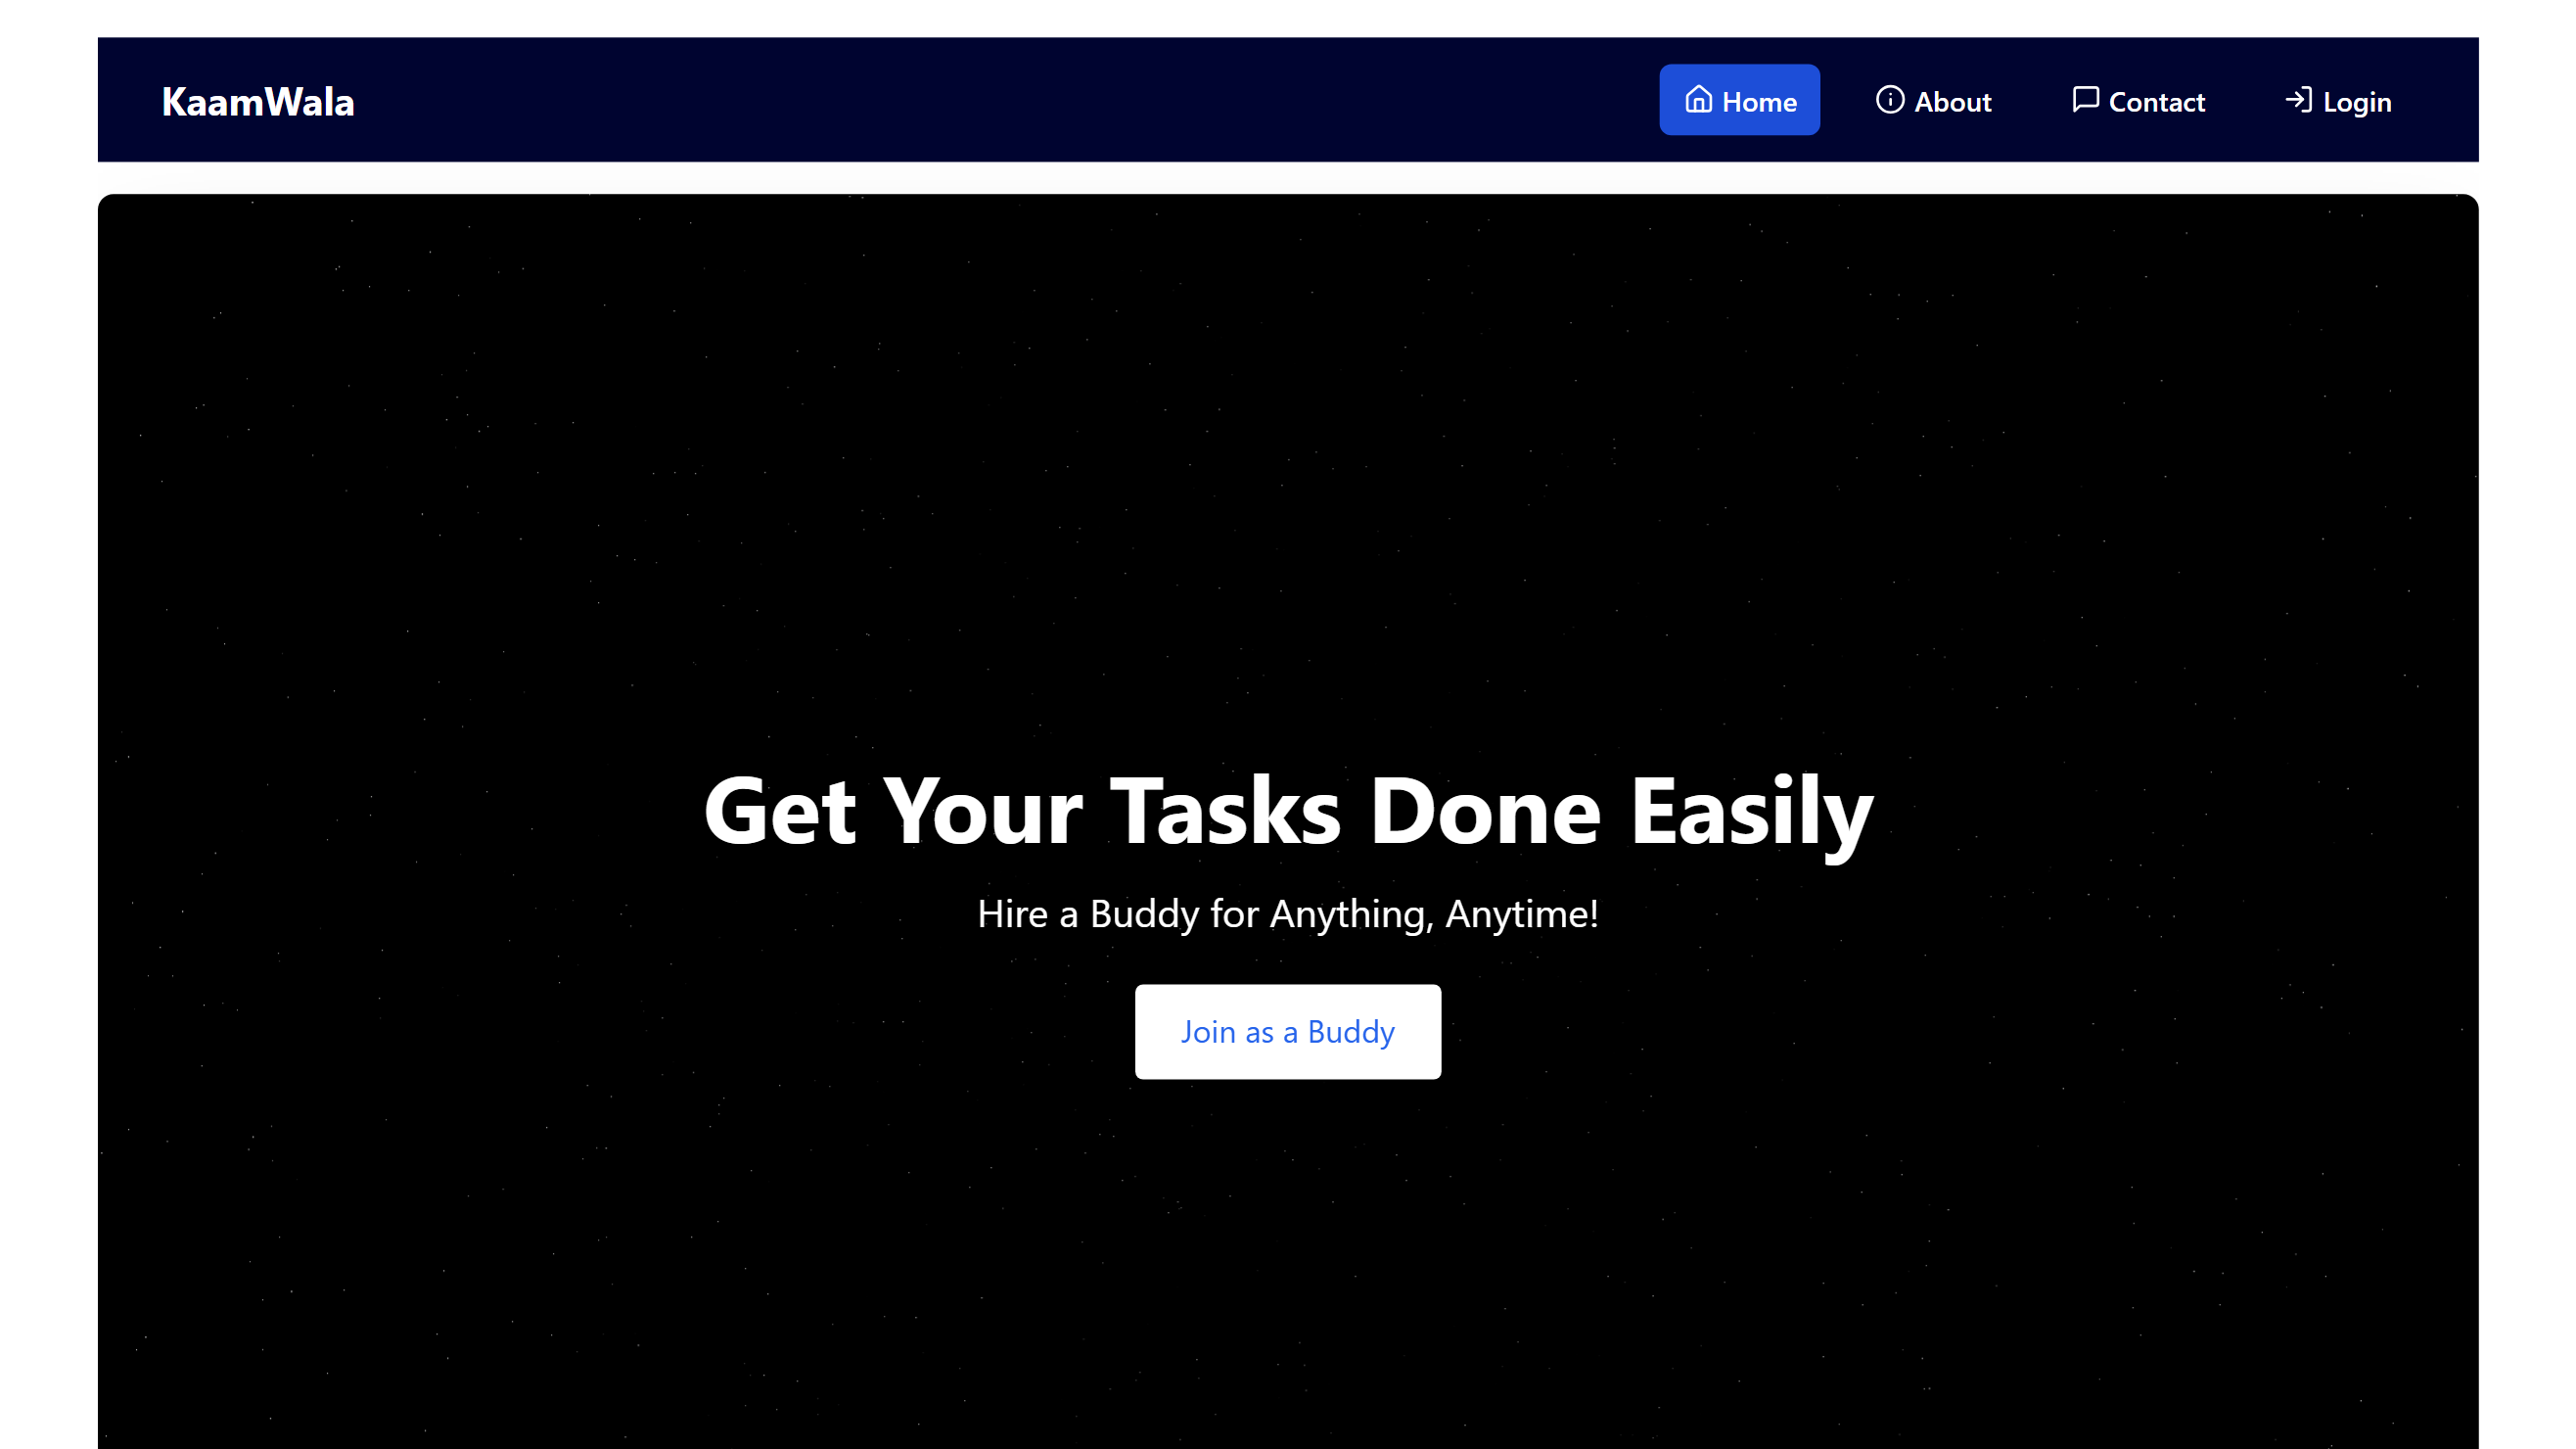 KaamWala
Home About Contact Login
Get Your Tasks Done Easily
Hire a Buddy for Anything, Anytime!
Join as a Buddy